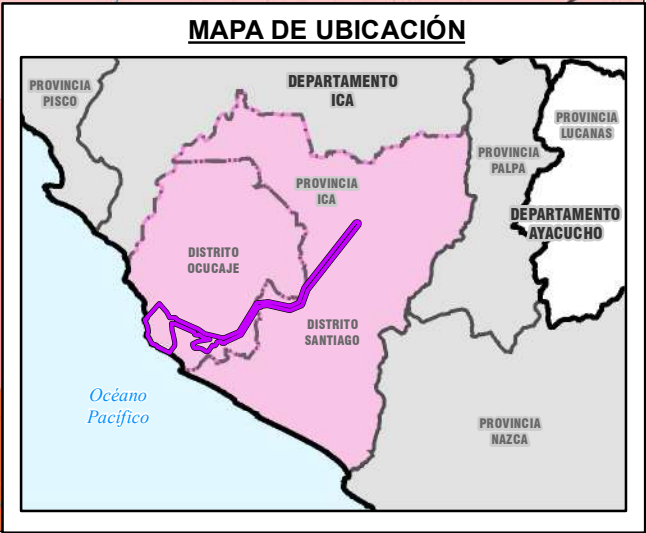 MAPA DE UBICACIÓN
PROVINCIA
PISCO
DEPARTAMENTO
ICA
PROVINCIA
LUCANAS
PROVINCIA
PALPA
PROVINCIA
ICA
DEPARTAMENTO
AYACUCHO
DISTRITO
OCUCAJE
DISTRITO
SANTIAGO
Océano
Pacífico
PROVINCIA
NAZCA